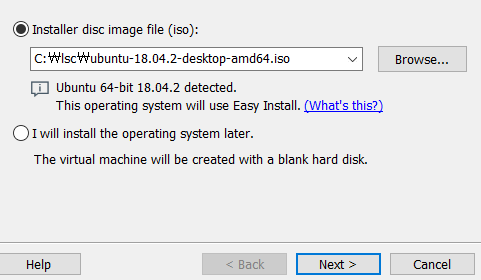 Installer disc image file (iso):
C:₩lsc₩ubuntu-18.04.2-desktop-amd64.iso
Browse...
Ubuntu 64-bit 18.04.2 detected.
This operating system will use Easy Install. (What's this?)
I will install the operating system later.
The virtual machine will be created with a blank hard disk.
Help
< Back
Next >
Cancel